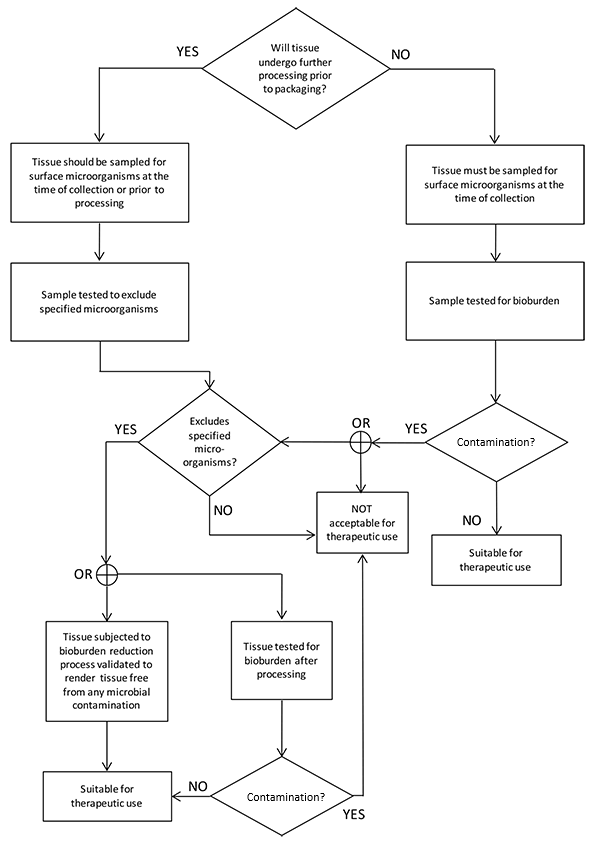 Will tissue
undergo further
processing prior
to packaging?
YES
NO
Tissue should be sampled for
surface microorganisms at the
time of collection or prior to
processing
Tissue must be sampled for
surface microorganisms at the
time of collection
Sample tested to exclude
specified microorganisms
Sample tested for bioburden
Excludes
specified
micro-
organisms?
YES
NO
OR
YES
Contamination?
NO
NOT
acceptable for
therapeutic use
Suitable for
therapeutic use
OR
Tissue subjected to
bioburden reduction
process validated to
render tissue free
from any microbial
contamination
Tissue tested for
bioburden after
processing
Suitable for
therapeutic use
NO
Contamination?
YES